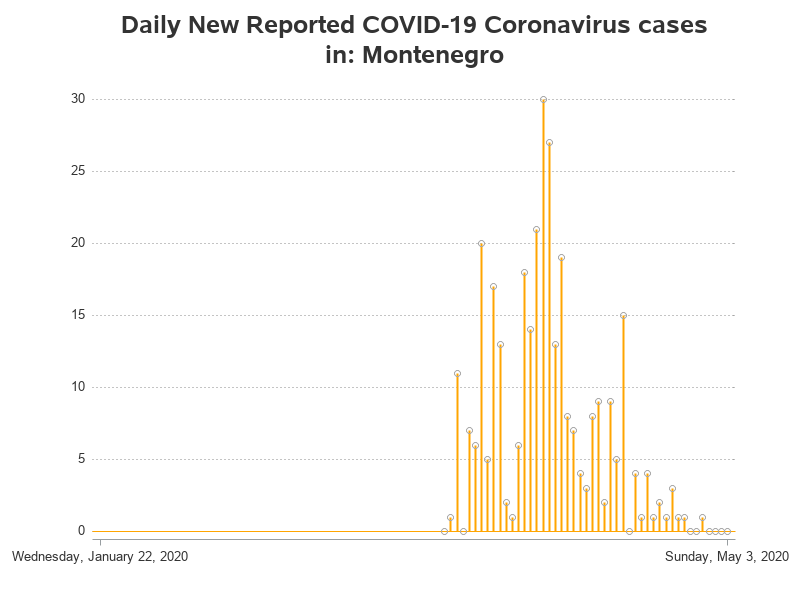 Daily New Reported COVID-19 Coronavirus cases
in: Montenegro
30
25
20
15
10
5
0
Wednesday, January 22, 2020
Sunday, May 3, 2020